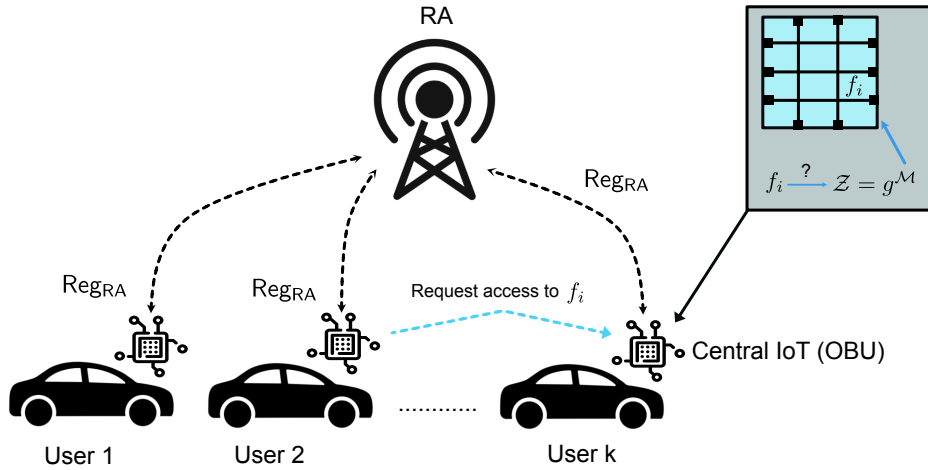 RA
f_i
f_i ? Z = g^M
Reg_RA
Reg_RA
Reg_RA
Request access to f_i
Central IoT (OBU)
............
User 1
User 2
User k